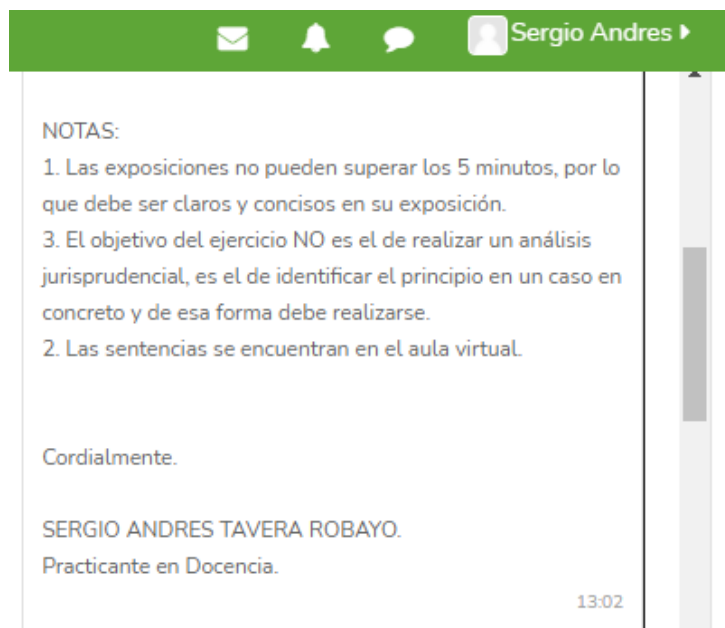 Sergio Andres
NOTAS:
1. Las exposiciones no pueden superar los 5 minutos, por lo
que debe ser claros y concisos en su exposición.
3. El objetivo del ejercicio NO es el de realizar un análisis
jurisprudencial, es el de identificar el principio en un caso en
concreto y de esa forma debe realizarse.
2. Las sentencias se encuentran en el aula virtual.
Cordialmente.
SERGIO ANDRES TAVERA ROBAYO.
Practicante en Docencia.
13:02